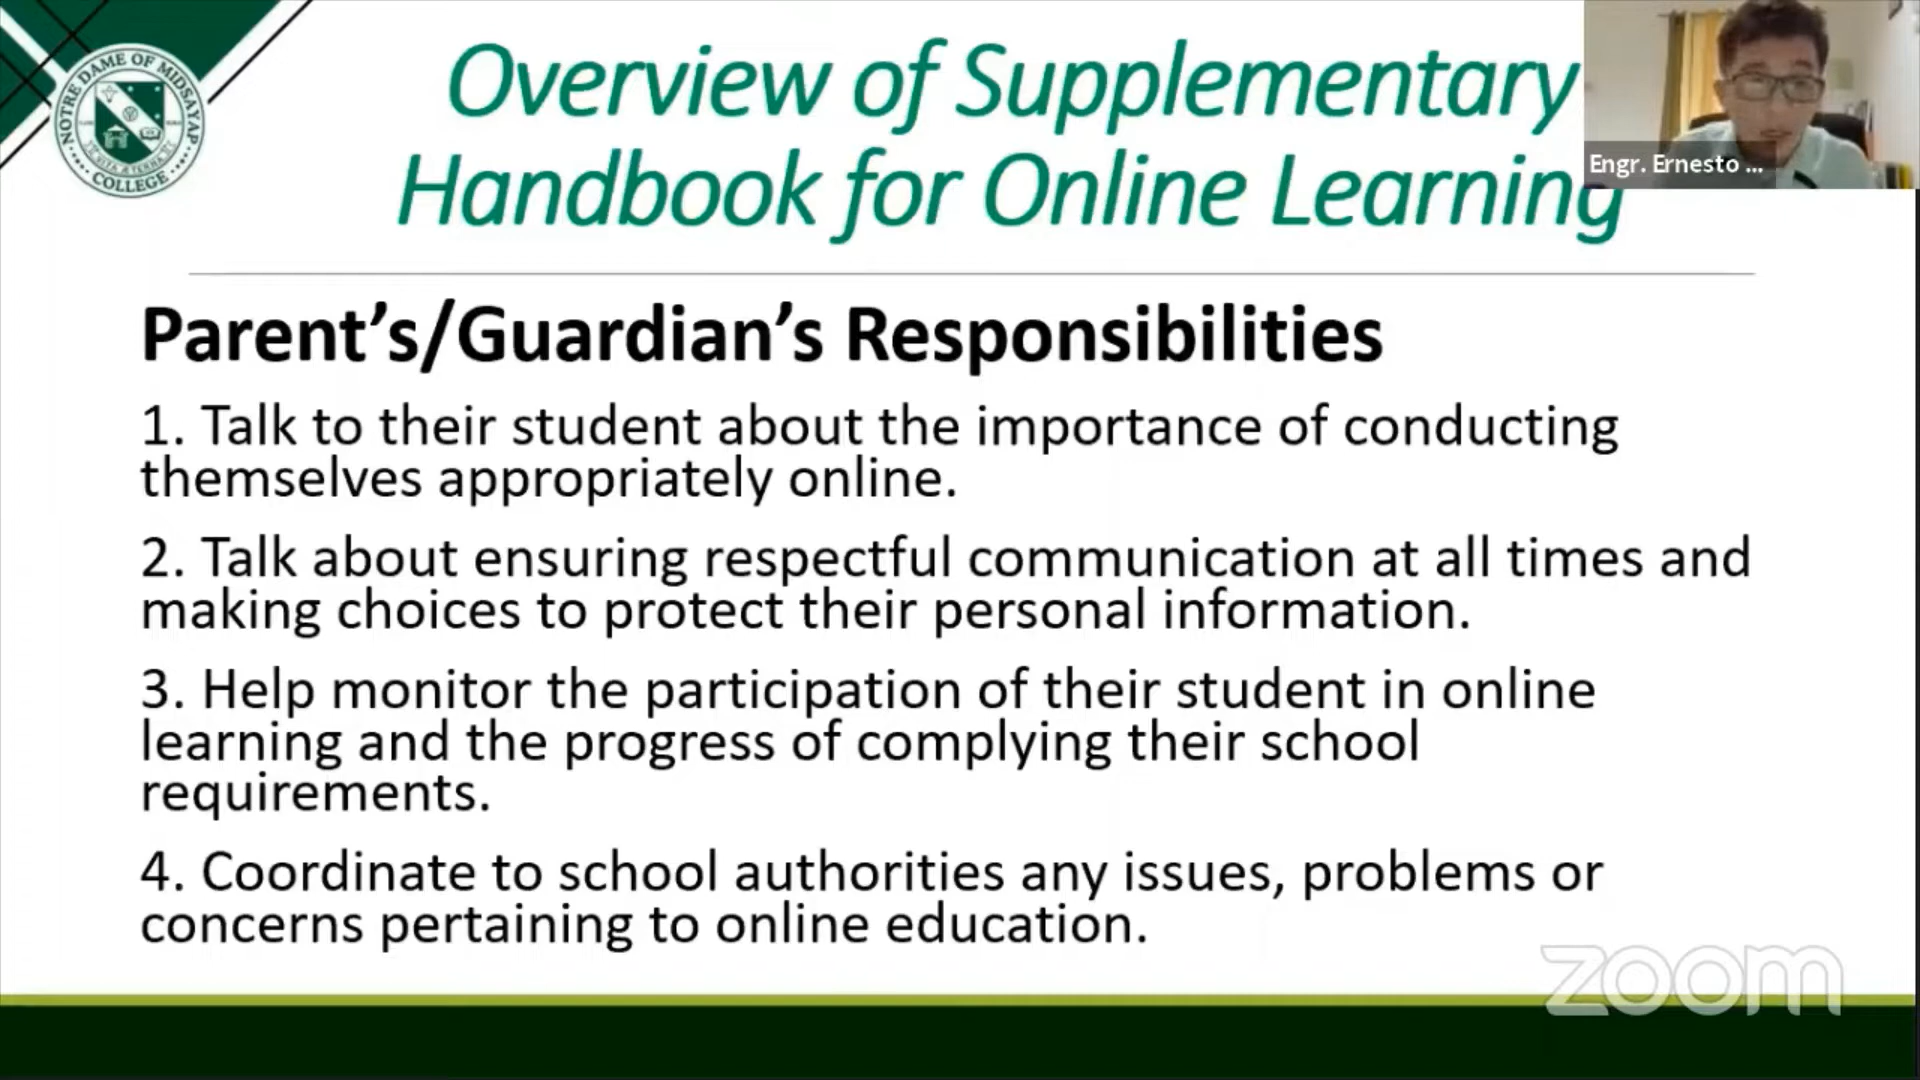 Overview of Supplementary
Handbook for Online Learning
NOTRE DAME OF MIDSAYAP
COLLEGE
Engr. Ernesto ...
Parent's/Guardian's Responsibilities
1. Talk to their student about the importance of conducting
themselves appropriately online.
2. Talk about ensuring respectful communication at all times and
making choices to protect their personal information.
3. Help monitor the participation of their student in online
learning and the progress of complying their school
requirements.
4. Coordinate to school authorities any issues, problems or
concerns pertaining to online education.
zoom